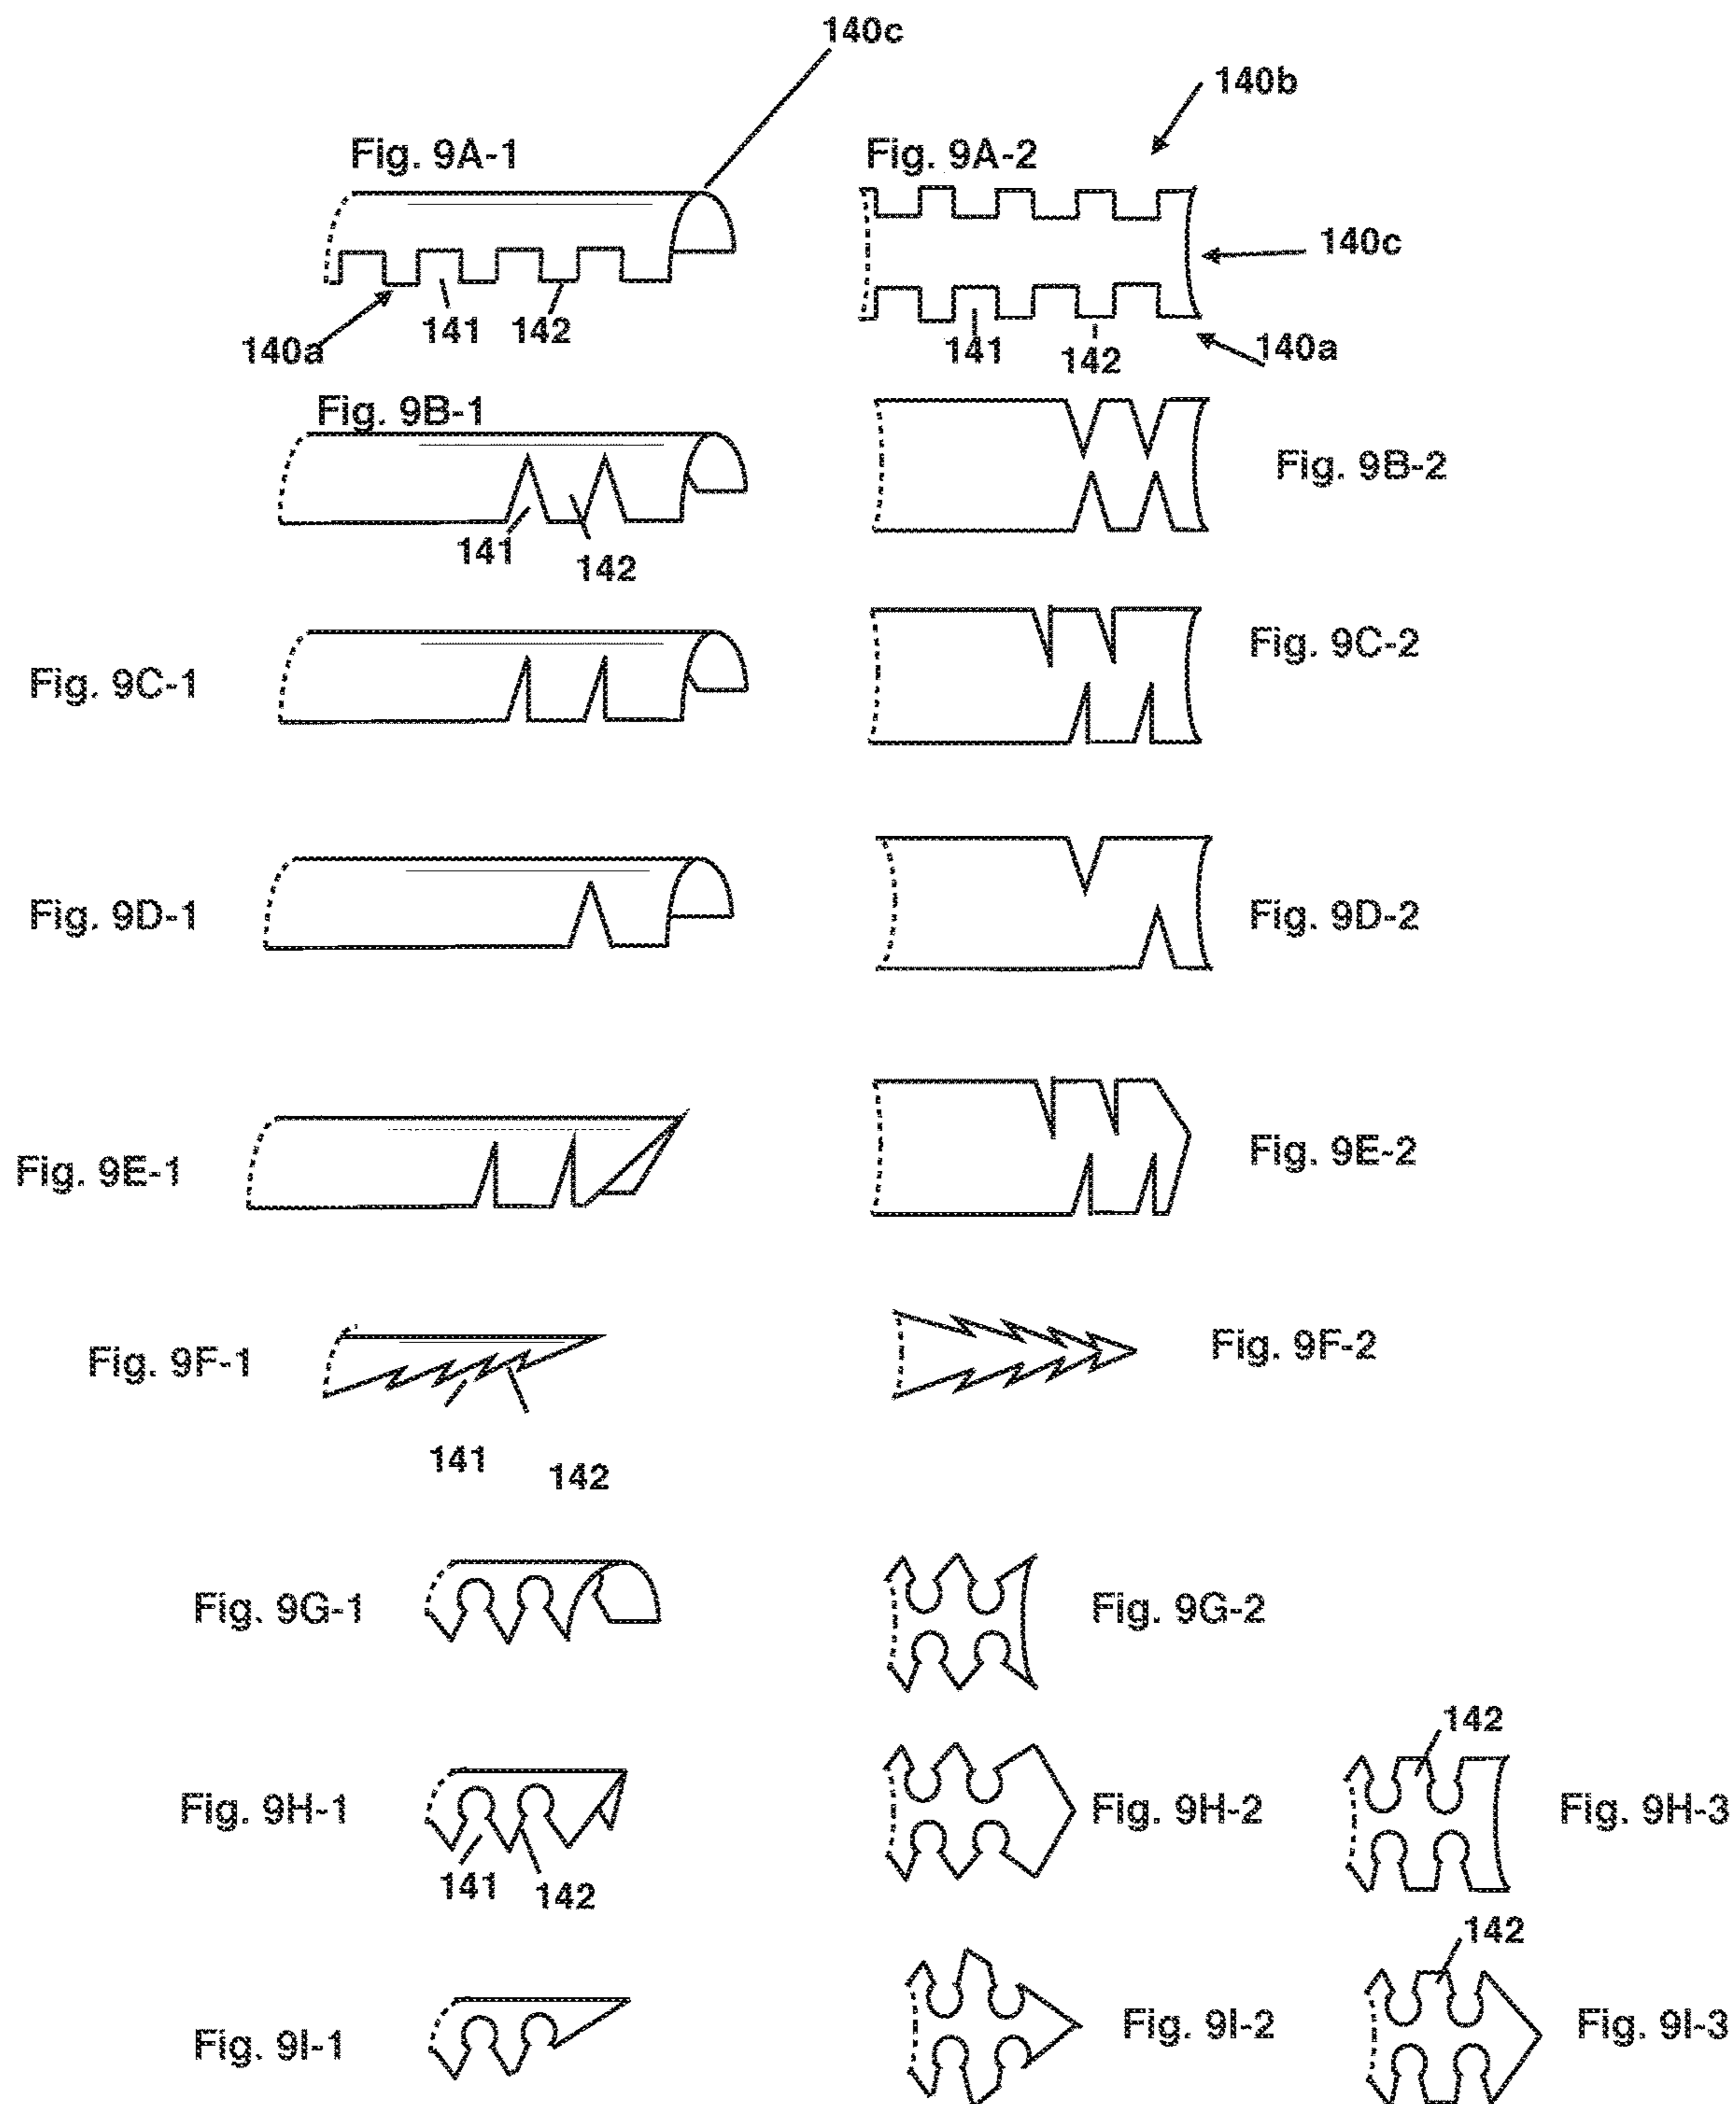 140c
140b
Fig. 9A-1
Fig. 9A-2
140c
140a
141
142
141
142
140a
Fig. 9B-1
Fig. 9B-2
141
142
Fig. 9C-1
Fig. 9C-2
Fig. 9D-1
Fig. 9D-2
Fig. 9E-1
Fig. 9E-2
Fig. 9F-1
Fig. 9F-2
141
142
Fig. 9G-1
Fig. 9G-2
142
Fig. 9H-1
Fig. 9H-2
Fig. 9H-3
141
142
142
Fig. 9I-1
Fig. 9I-2
Fig. 9I-3